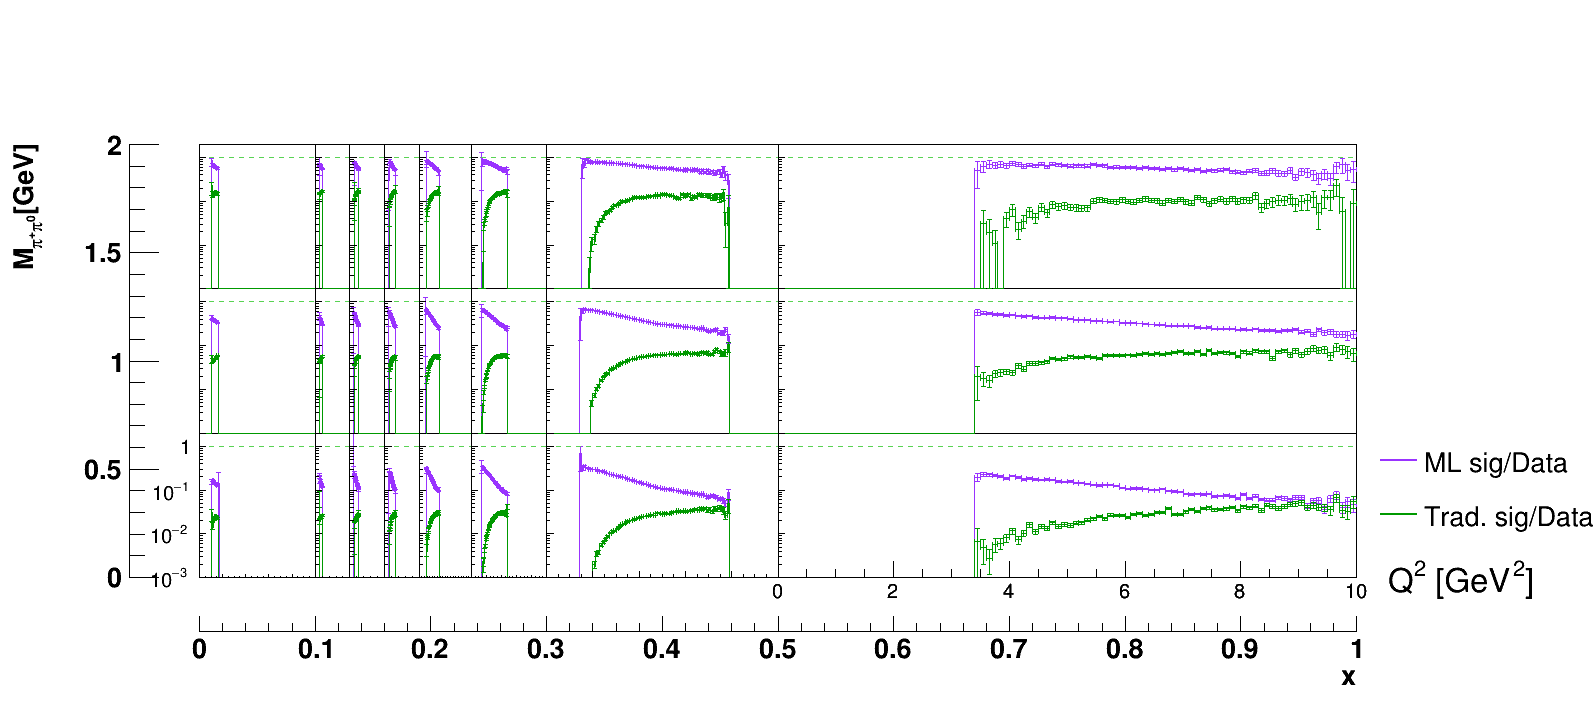 M_{π⁺π⁰}[GeV]
2
1.5
1
0.5
0
1
10⁻¹
10⁻²
10⁻³
0 2 4 6 8 10
Q² [GeV²]
0 0.1 0.2 0.3 0.4 0.5 0.6 0.7 0.8 0.9 1
x
ML sig/Data
Trad. sig/Data